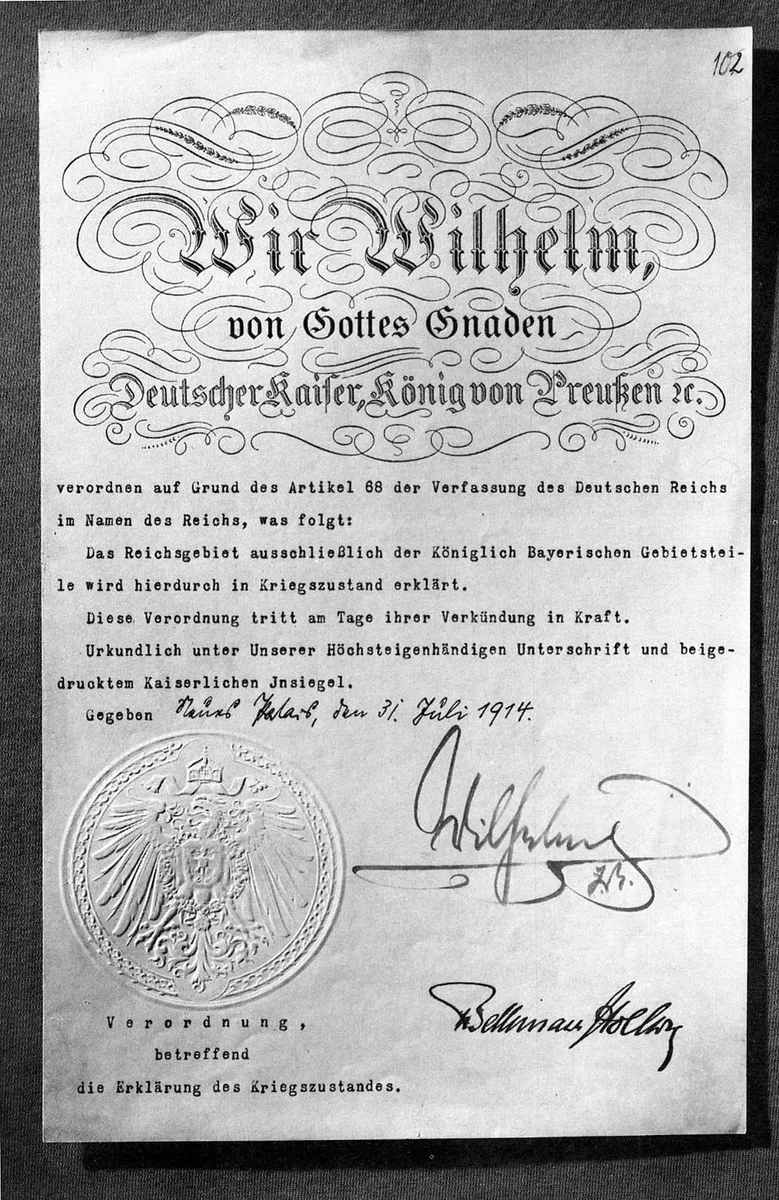 102
Wir Wilhelm,
von Gottes Gnaden
Deutscher Kaiser, König von Preußen ꝛc.
verordnen auf Grund des Artikel 68 der Verfassung des Deutschen Reichs
im Namen des Reichs, was folgt:
Das Reichsgebiet ausschließlich der Königlich Bayerischen Gebietstei-
le wird hierdurch in Kriegszustand erklärt.
Diese Verordnung tritt am Tage ihrer Verkündung in Kraft.
Urkundlich unter Unserer Höchsteigenhändigen Unterschrift und beige-
drucktem Kaiserlichen Jnsiegel.
Gegeben Neues Palais, den 31. Juli 1914.
Wilhelm
I.R.
v Bethmann Hollweg
Verordnung,
betreffend
die Erklärung des Kriegszustandes.